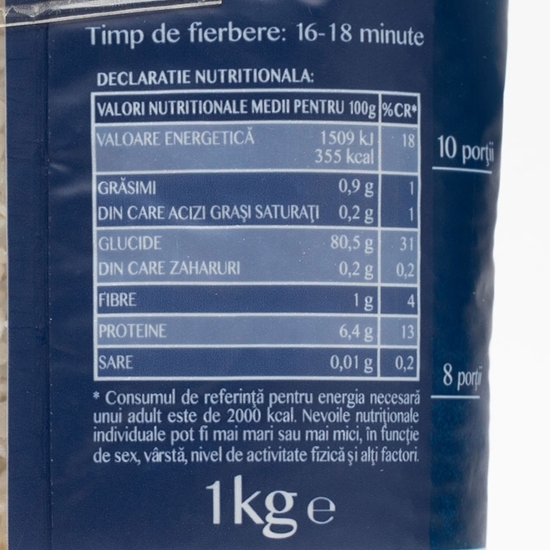 Timp de fierbere: 16-18 minute
DECLARATIE NUTRITIONALA:
VALORI NUTRITIONALE MEDII PENTRU 100g %CR*
VALOARE ENERGETICĂ 1509 kJ 18
355 kcal
10 porții
GRĂSIMI 0,9 g 1
DIN CARE ACIZI GRAȘI SATURAȚI 0,2 g 1
GLUCIDE 80,5 g 31
DIN CARE ZAHARURI 0,2 g 0,2
FIBRE 1 g 4
PROTEINE 6,4 g 13
SARE 0,01 g 0,2
8 porții
* Consumul de referință pentru energia necesară
unui adult este de 2000 kcal. Nevoile nutriționale
individuale pot fi mai mari sau mai mici, în funcție
de sex, vârstă, nivel de activitate fizică și alți factori.
1kg e